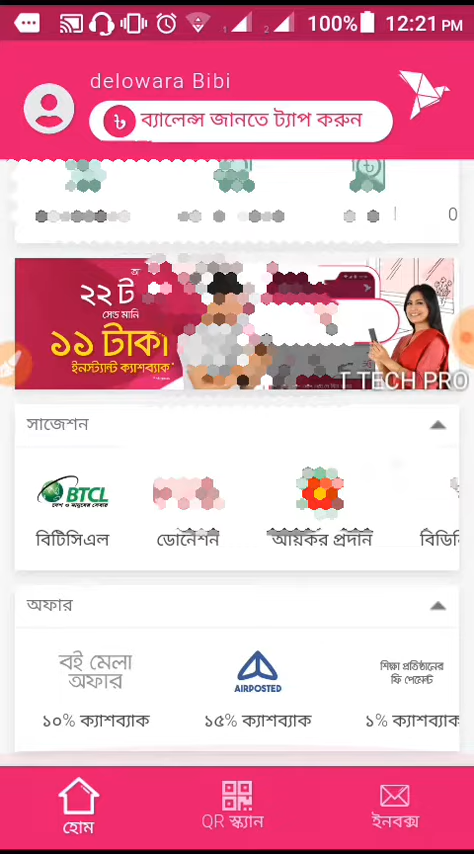 100% 12:21 PM
delowara Bibi
৳ ব্যালেন্স জানতে ট্যাপ করুন
২২ ট
সেন্ড মানি
১১ টাকা
ইনস্ট্যান্ট ক্যাশব্যাক*
T TECH PRO
সাজেশন
BTCL
দেশ ও মানুষের সেবায়
বিটিসিএল ডোনেশন আয়কর প্রদান বিডি
অফার
বই মেলা
অফার
AIRPOSTED
শিক্ষা প্রতিষ্ঠানের
ফি পেমেন্ট
১০% ক্যাশব্যাক ১৫% ক্যাশব্যাক ১% ক্যাশব্যাক
হোম QR স্ক্যান ইনবক্স